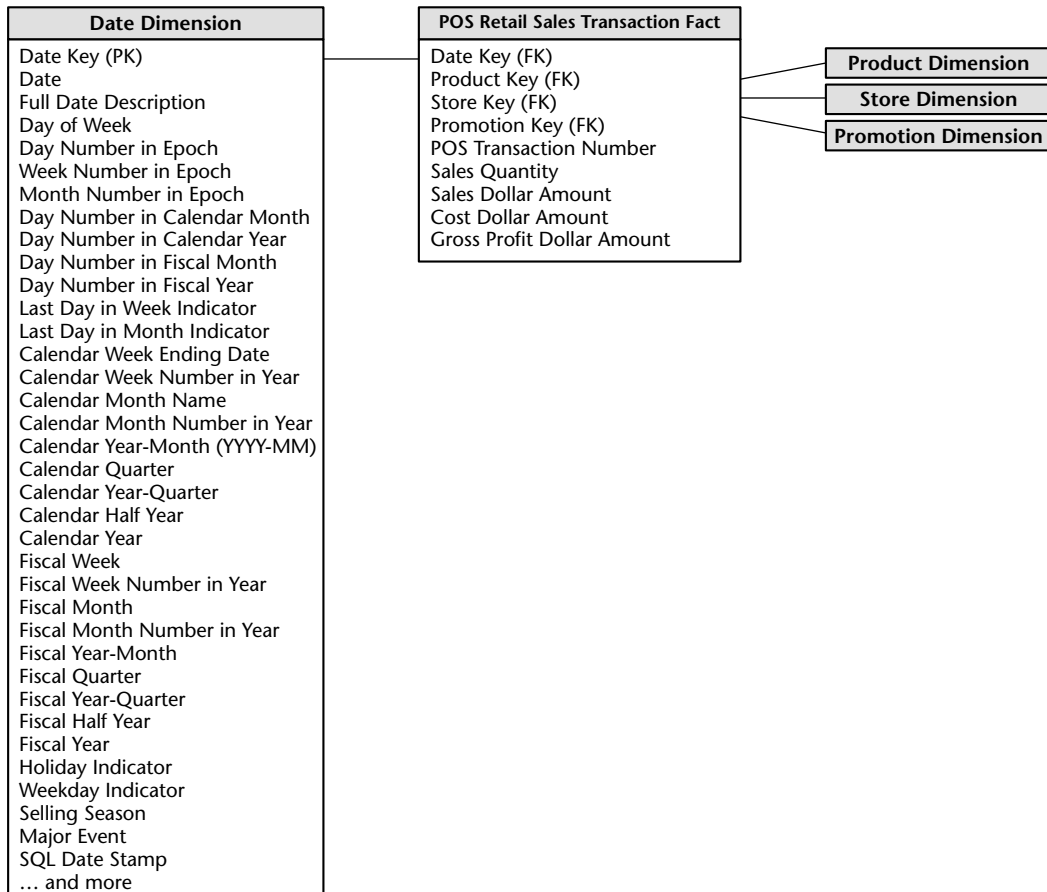 Date Dimension
Date Key (PK)
Date
Full Date Description
Day of Week
Day Number in Epoch
Week Number in Epoch
Month Number in Epoch
Day Number in Calendar Month
Day Number in Calendar Year
Day Number in Fiscal Month
Day Number in Fiscal Year
Last Day in Week Indicator
Last Day in Month Indicator
Calendar Week Ending Date
Calendar Week Number in Year
Calendar Month Name
Calendar Month Number in Year
Calendar Year-Month (YYYY-MM)
Calendar Quarter
Calendar Year-Quarter
Calendar Half Year
Calendar Year
Fiscal Week
Fiscal Week Number in Year
Fiscal Month
Fiscal Month Number in Year
Fiscal Year-Month
Fiscal Quarter
Fiscal Year-Quarter
Fiscal Half Year
Fiscal Year
Holiday Indicator
Weekday Indicator
Selling Season
Major Event
SQL Date Stamp
… and more
POS Retail Sales Transaction Fact
Date Key (FK)
Product Key (FK)
Store Key (FK)
Promotion Key (FK)
POS Transaction Number
Sales Quantity
Sales Dollar Amount
Cost Dollar Amount
Gross Profit Dollar Amount
Product Dimension
Store Dimension
Promotion Dimension